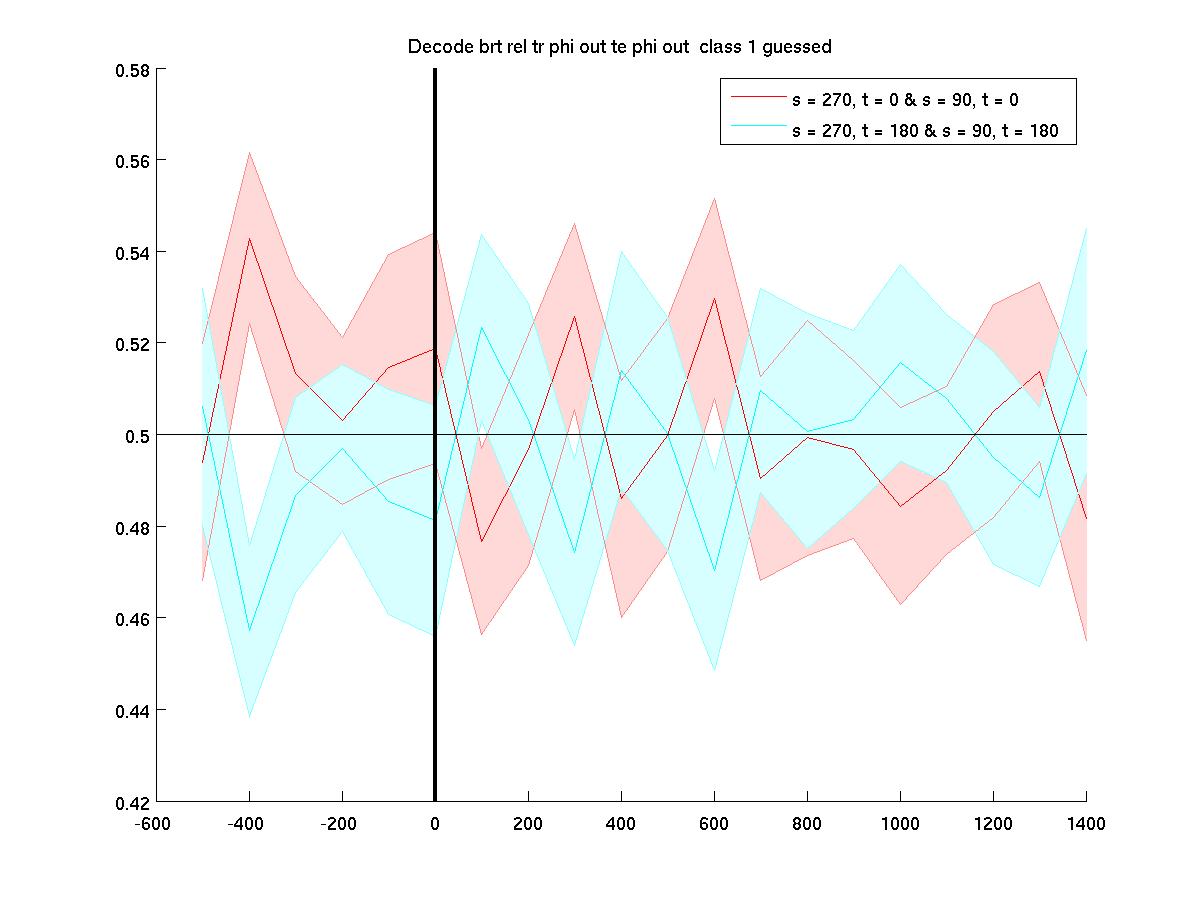 Decode brt rel tr phi out te phi out  class 1 guessed
s = 270, t = 0 & s = 90, t = 0
s = 270, t = 180 & s = 90, t = 180
0.58
0.56
0.54
0.52
0.5
0.48
0.46
0.44
0.42
-600 -400 -200 0 200 400 600 800 1000 1200 1400